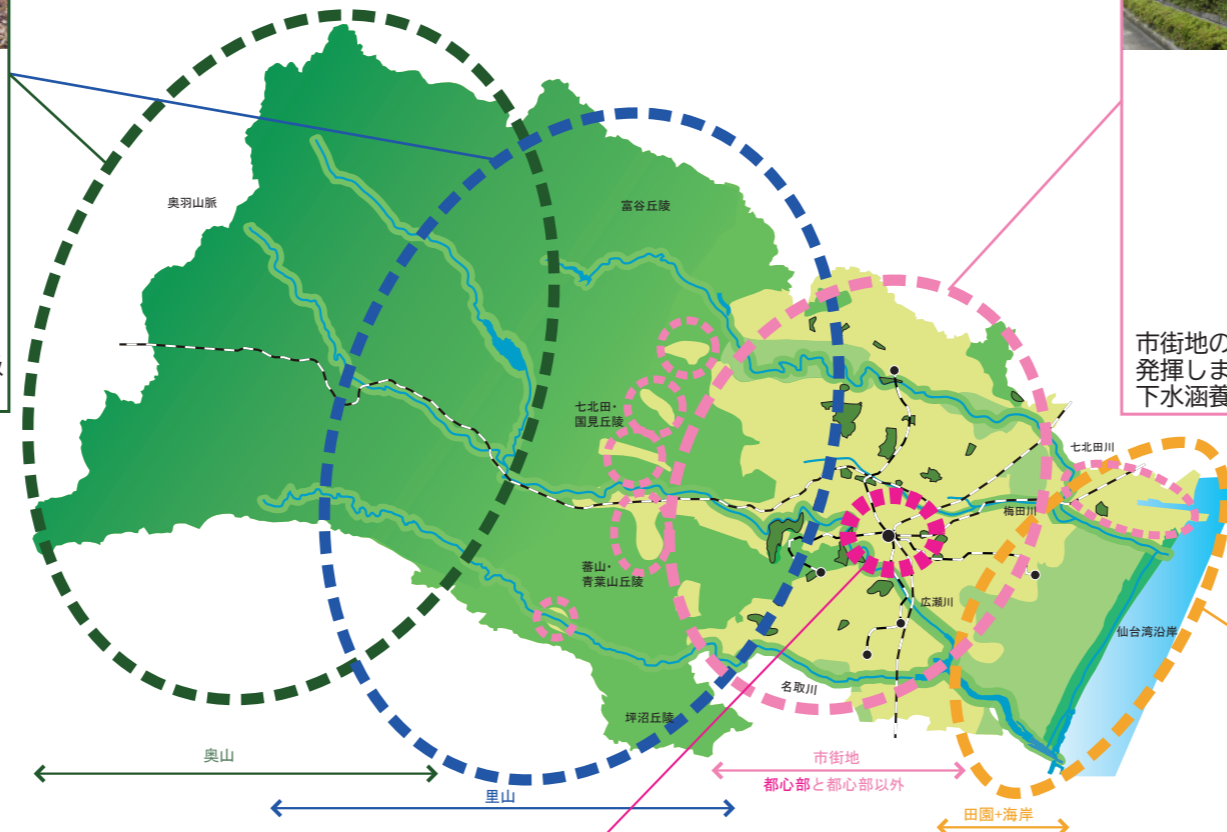 奥羽山脈
富谷丘陵
七北田・
国見丘陵
市街地の
発揮しま
下水涵養
七北田川
梅田川
蕃山・
青葉山丘陵
広瀬川
仙台湾沿岸
名取川
坪沼丘陵
奥山
市街地
都心部と都心部以外
里山
田園+海岸